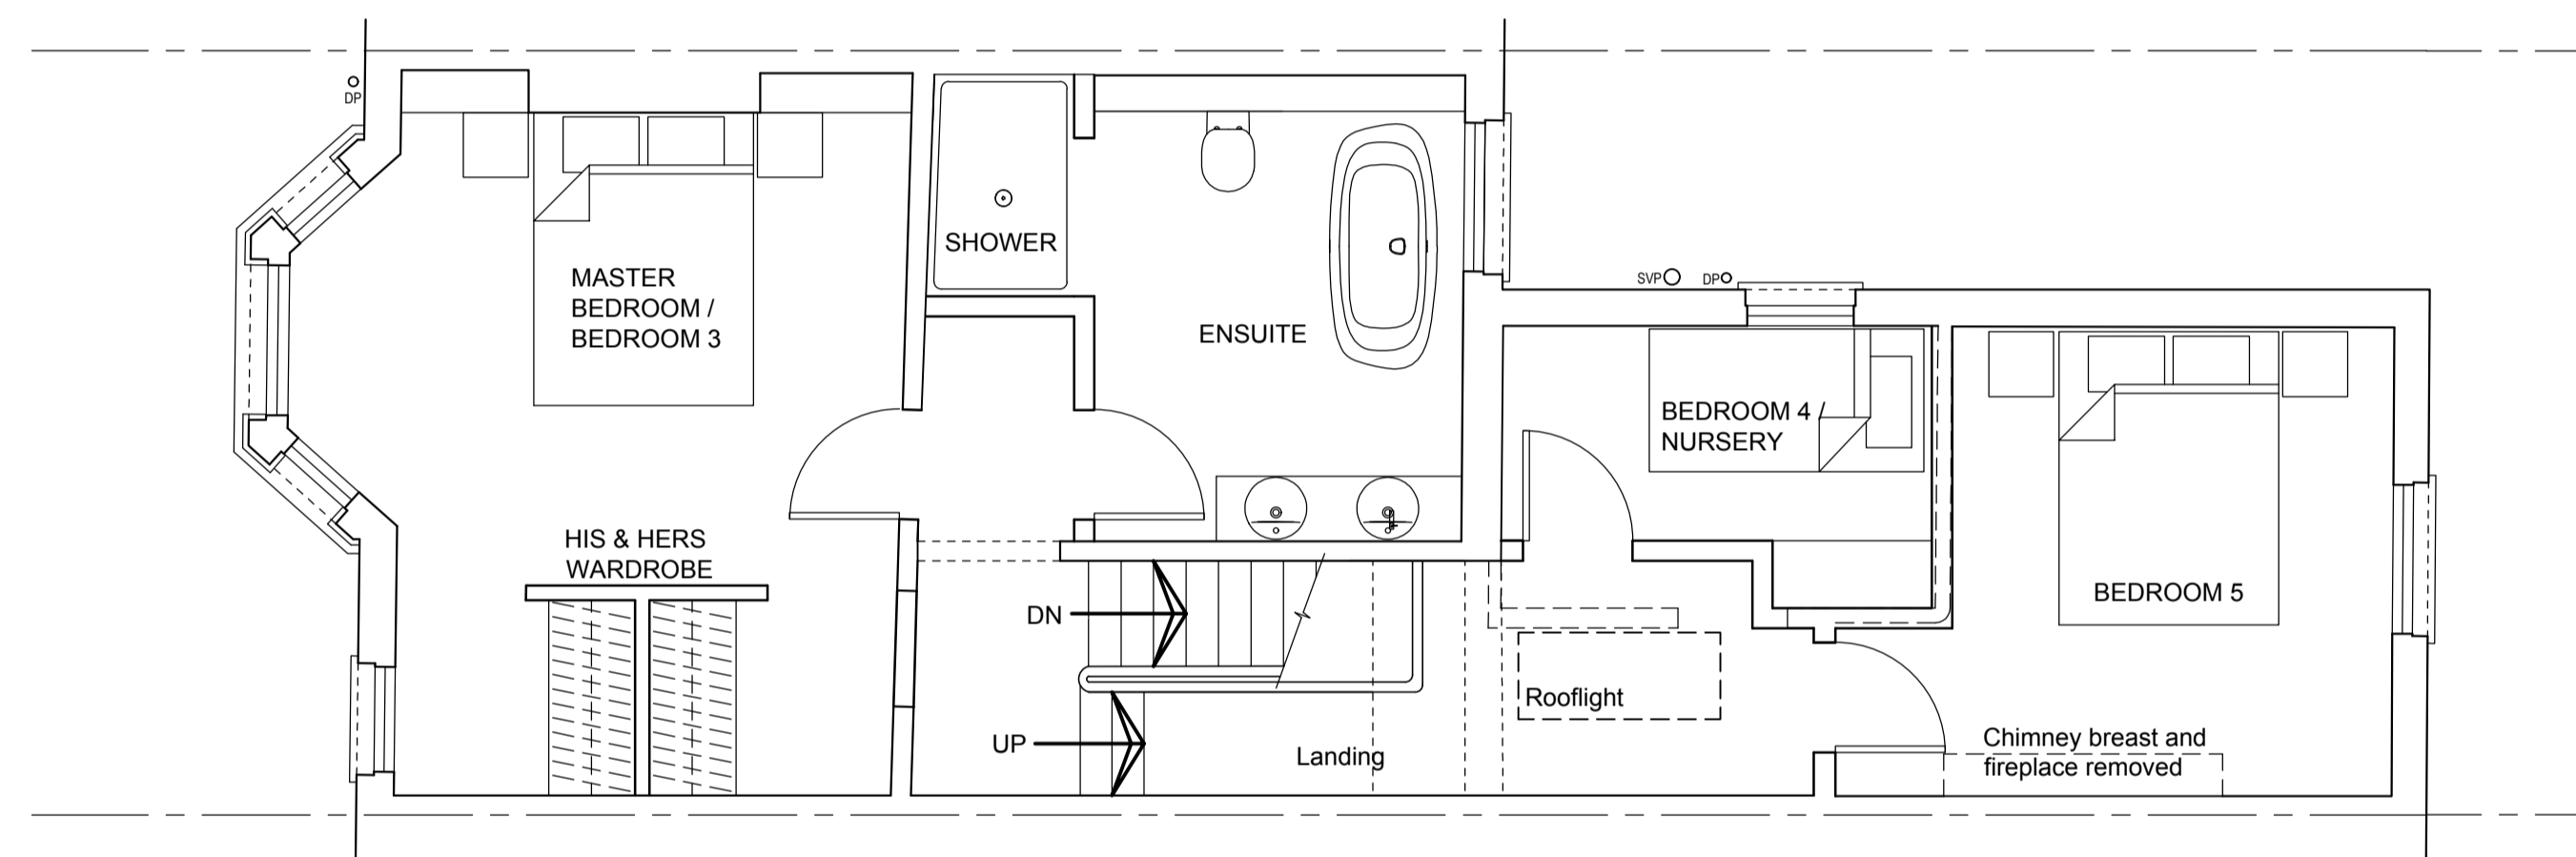 DP
MASTER
BEDROOM /
BEDROOM 3
HIS & HERS
WARDROBE
SHOWER
ENSUITE
DN
UP
Landing
SVP
DP
BEDROOM 4 /
NURSERY
Rooflight
BEDROOM 5
Chimney breast and
fireplace removed